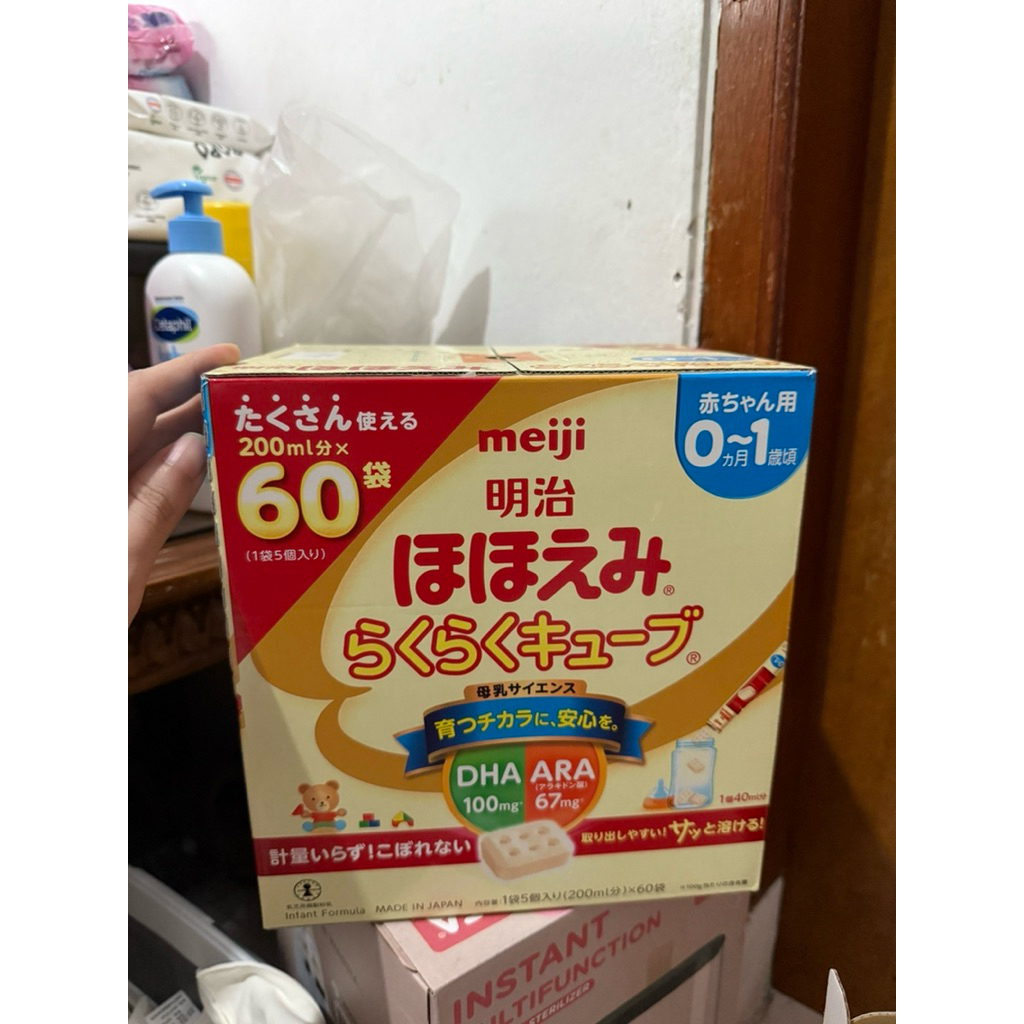 Cetaphil
たくさん使える
200ml分×
60袋
(1袋5個入り)
meiji
明治
ほほえみ®
らくらくキューブ®
赤ちゃん用
0ヵ月~1歳頃
母乳サイエンス
育つチカラに、安心を。
DHA
100mg*
ARA
(アラキドン酸)
67mg*
1個40ml分
計量いらず!こぼれない
取り出しやすい!サッと溶ける!
Infant Formula
MADE IN JAPAN
内容量 1袋5個入り(200ml分)×60袋
INSTANT
MULTIFUNCTION
STERILIZER